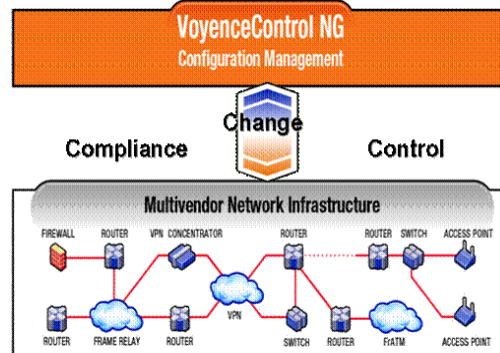 VoyenceControl NG
Configuration Management
Change
Compliance
Control
Multivendor Network Infrastructure
FIREWALL ROUTER VPN CONCENTRATOR ROUTER ROUTER SWITCH ACCESS POINT
VPN
ROUTER FRAME RELAY ROUTER SWITCH ROUTER FrATM ACCESS POINT